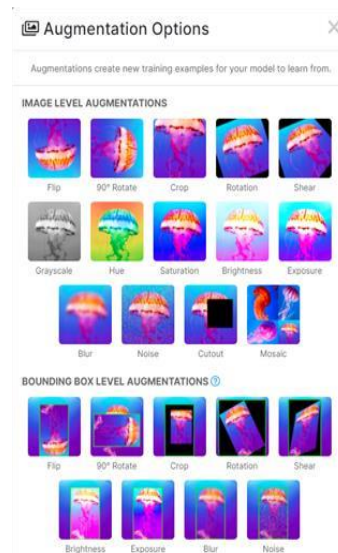 Augmentation Options
Augmentations create new training examples for your model to learn from.
IMAGE LEVEL AUGMENTATIONS
Flip 90° Rotate Crop Rotation Shear
Grayscale Hue Saturation Brightness Exposure
Blur Noise Cutout Mosaic
BOUNDING BOX LEVEL AUGMENTATIONS ?
Flip 90° Rotate Crop Rotation Shear
Brightness Exposure Blur Noise